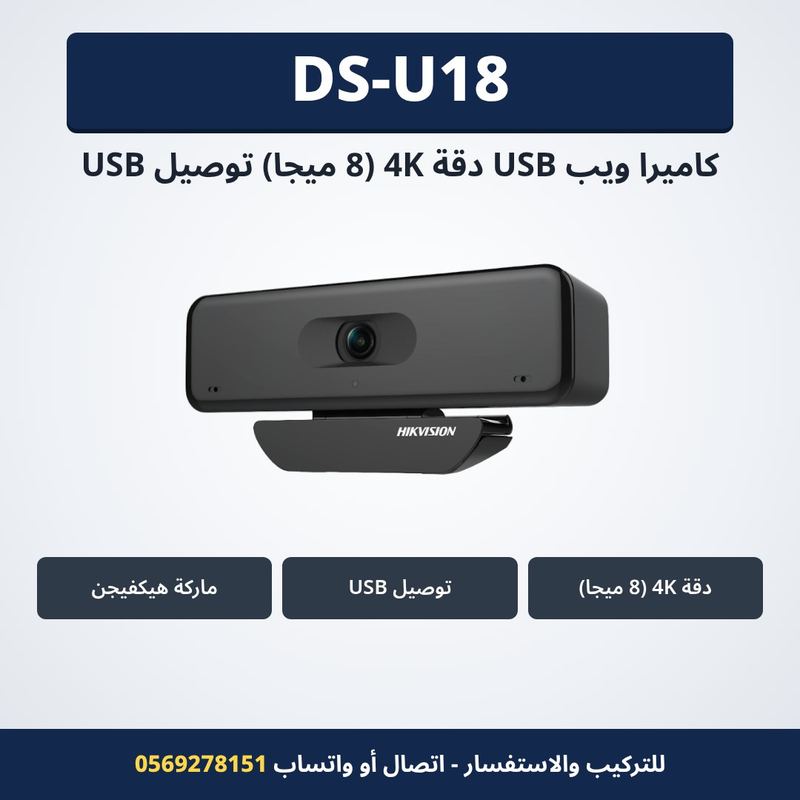 DS-U18
كاميرا ويب USB دقة 4K (8 ميجا) توصيل USB
HIKVISION
دقة 4K (8 ميجا)
توصيل USB
ماركة هيكفيجن
للتركيب والاستفسار - اتصال أو واتساب 0569278151